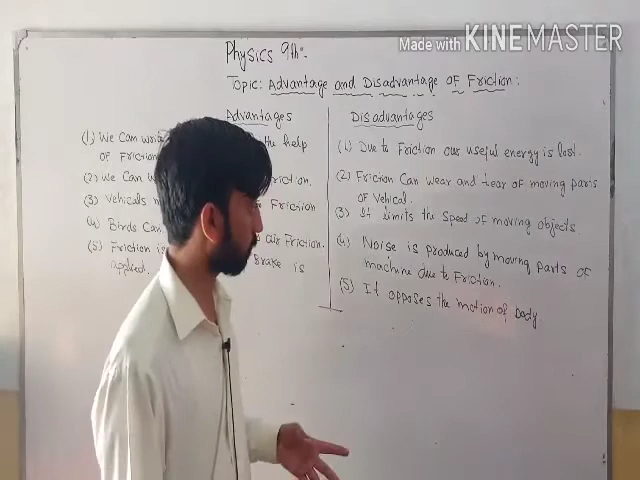 Physics 9th:-
Made with KINEMASTER
Topic: Advantage and Disadvantage of Friction:
Advantages
(1) We Can the help
of Friction
(2) We Can
(3) Vehicals Friction
(4) Birds Can air Friction.
(5) Friction is Brake is
applied.
Disadvantages
(1) Due to Friction our useful energy is lost.
(2) Friction Can wear and tear of moving parts
of Vehical.
(3) It limits the speed of moving objects
(4) Noise is produced by moving parts of
machine due to Friction.
(5) It opposes the motion of body.